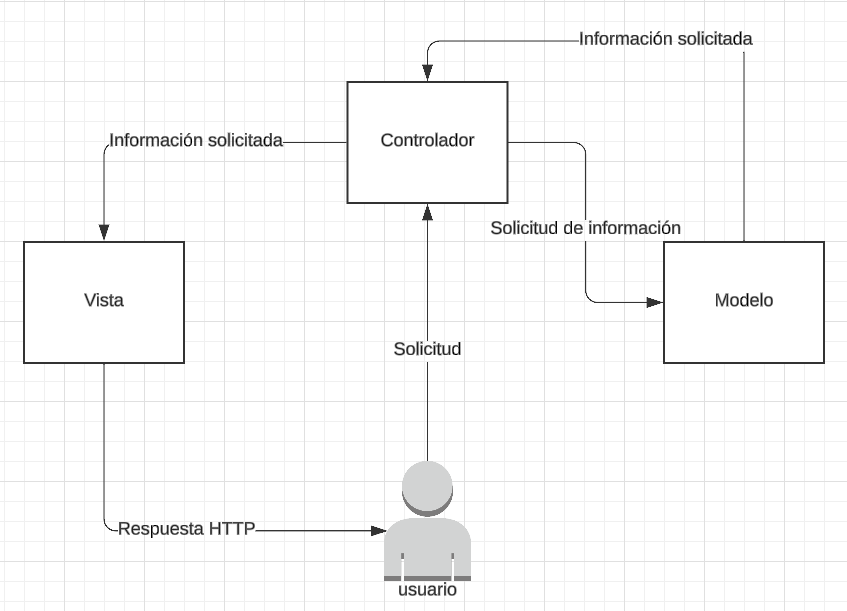 Información solicitada
Información solicitada
Controlador
Solicitud de información
Vista
Modelo
Solicitud
Respuesta HTTP
usuario